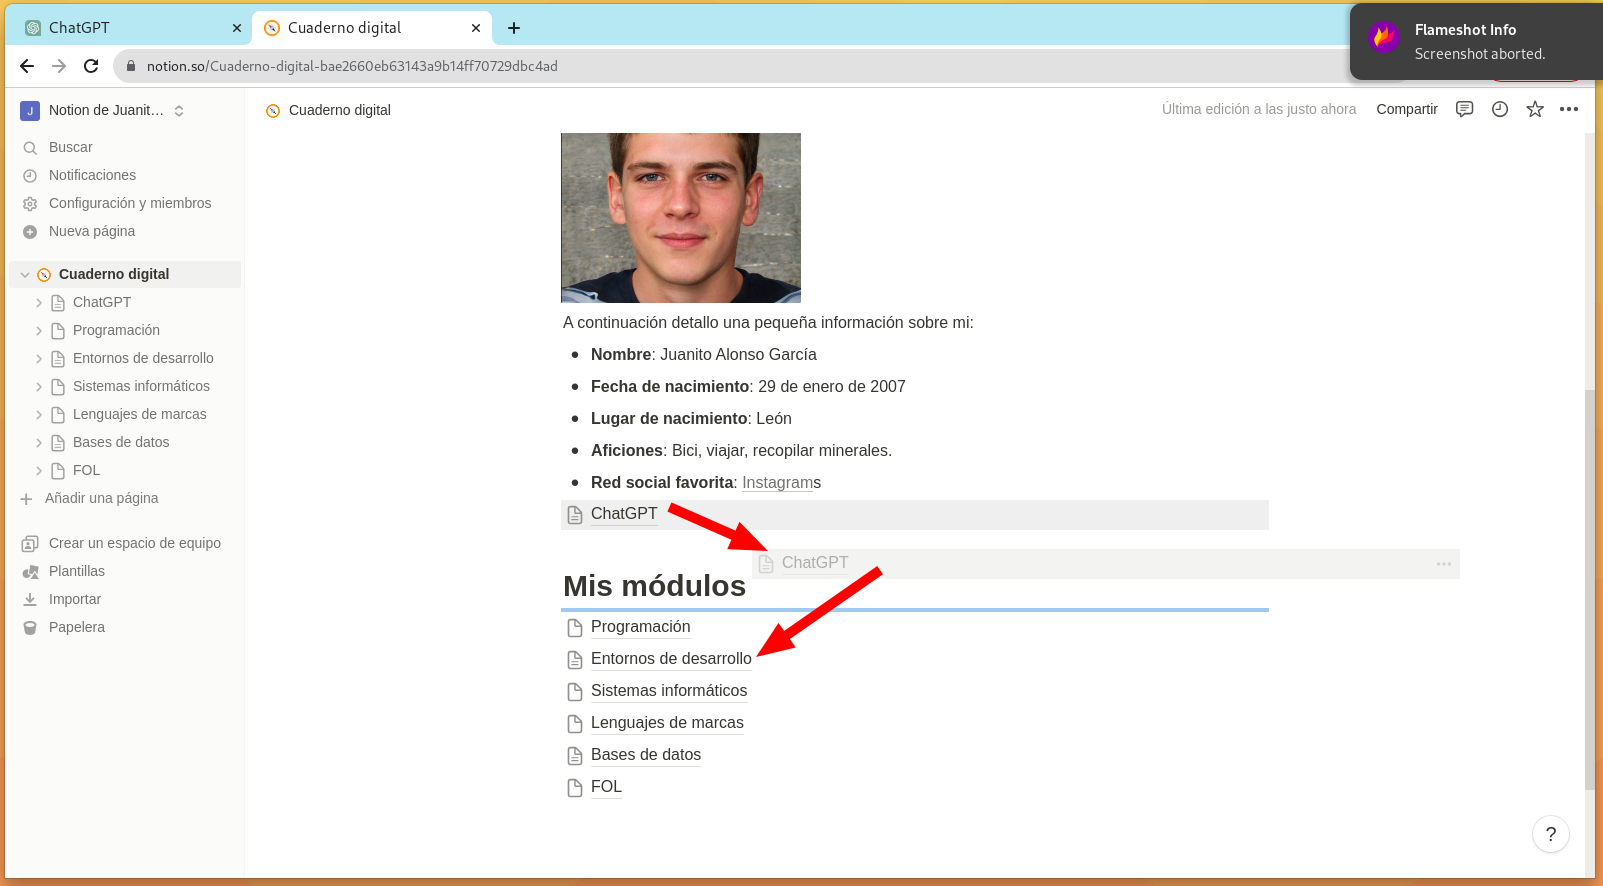 ChatGPT
Cuaderno digital
Flameshot Info
Screenshot aborted.
notion.so/Cuaderno-digital-bae2660eb63143a9b14ff70729dbc4ad
J Notion de Juanit…
Cuaderno digital
Última edición a las justo ahora
Compartir
Buscar
Notificaciones
Configuración y miembros
Nueva página
Cuaderno digital
ChatGPT
Programación
Entornos de desarrollo
Sistemas informáticos
Lenguajes de marcas
Bases de datos
FOL
Añadir una página
Crear un espacio de equipo
Plantillas
Importar
Papelera
A continuación detallo una pequeña información sobre mi:
Nombre: Juanito Alonso García
Fecha de nacimiento: 29 de enero de 2007
Lugar de nacimiento: León
Aficiones: Bici, viajar, recopilar minerales.
Red social favorita: Instagrams
ChatGPT
ChatGPT
Mis módulos
Programación
Entornos de desarrollo
Sistemas informáticos
Lenguajes de marcas
Bases de datos
FOL
?